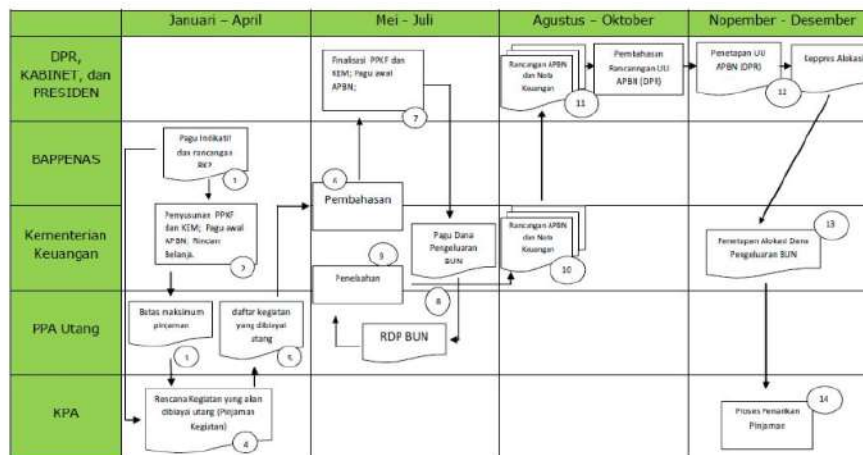 Januari – April
Mei - Juli
Agustus – Oktober
Nopember - Desember
DPR,
KABINET, dan
PRESIDEN
Finalisasi PPKF dan
KEM; Pagu awal
APBN;
7
Rancangan APBN
dan Nota
Keuangan
11
Pembahasan
Rancangan UU
APBN (DPR)
Penetapan UU
APBN (DPR)
12
Keppres Alokasi
BAPPENAS
Pagu Indikatif
dan rancangan
RKP
1
6
Pembahasan
Kementerian
Keuangan
Penyusunan PPKF
dan KEM; Pagu awal
APBN; Rincian
Belanja.
2
9
Penelaahan
Pagu Dana
Pengeluaran
BUN
8
Rancangan APBN
dan Nota
Keuangan
10
13
Penetapan Alokasi Dana
Pengeluaran BUN
PPA Utang
Batas maksimum
pinjaman
3
daftar kegiatan
yang dibiayai
utang
5
RDP BUN
KPA
Rencana Kegiatan yang akan
dibiayai utang (Pinjaman
Kegiatan)
4
14
Proses Penarikan
Pinjaman